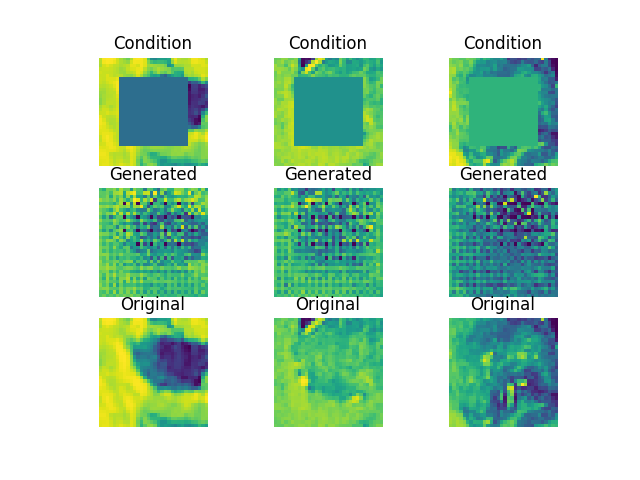 Condition Condition Condition
Generated Generated Generated
Original Original Original